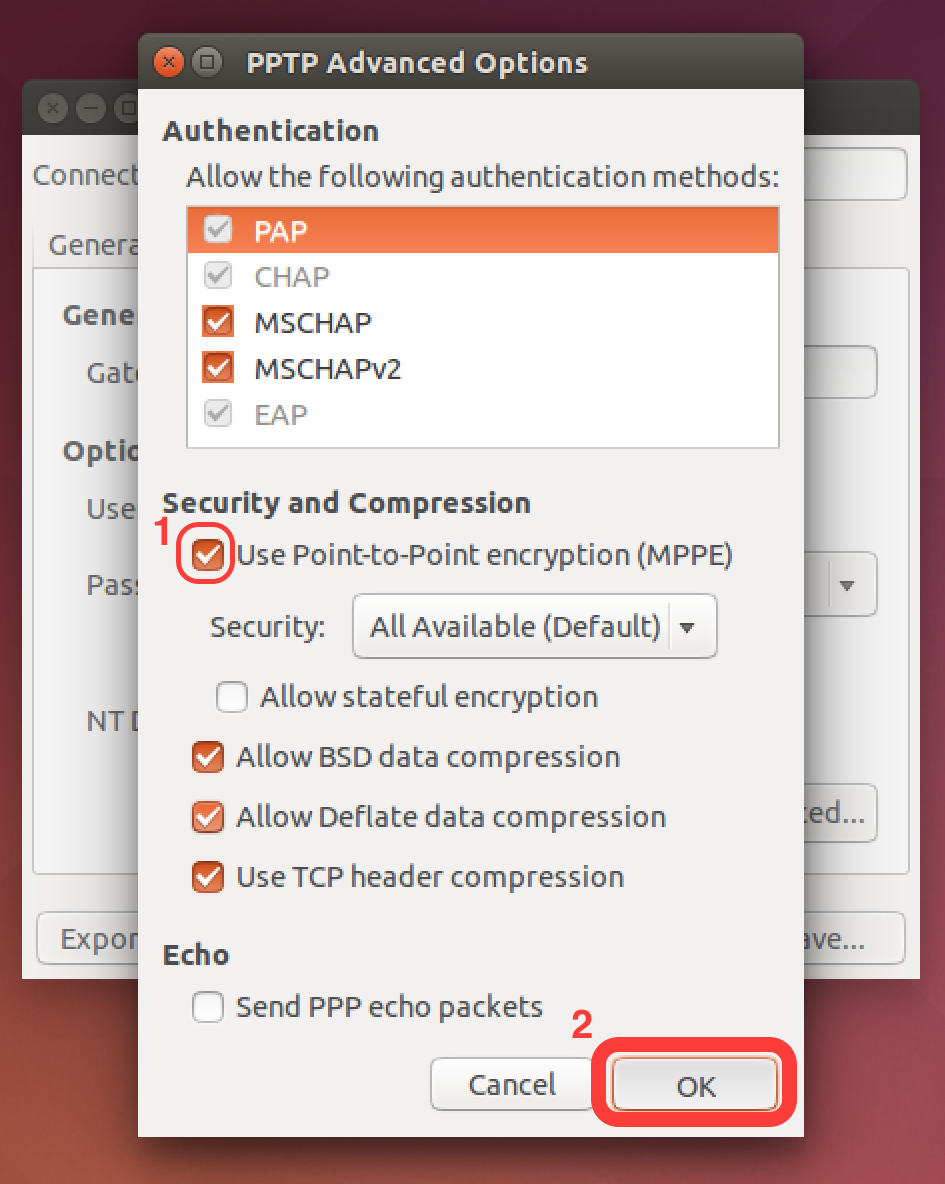 PPTP Advanced Options
Authentication
Connect
Allow the following authentication methods:
PAP
Genera
CHAP
Gene
MSCHAP
MSCHAPv2
Gate
EAP
Optio
Security and Compression
Use
1
Use Point-to-Point encryption (MPPE)
Pass
Security: All Available (Default)
Allow stateful encryption
NT D
Allow BSD data compression
Allow Deflate data compression
ted...
Use TCP header compression
Expor
ave...
Echo
Send PPP echo packets
2
Cancel OK